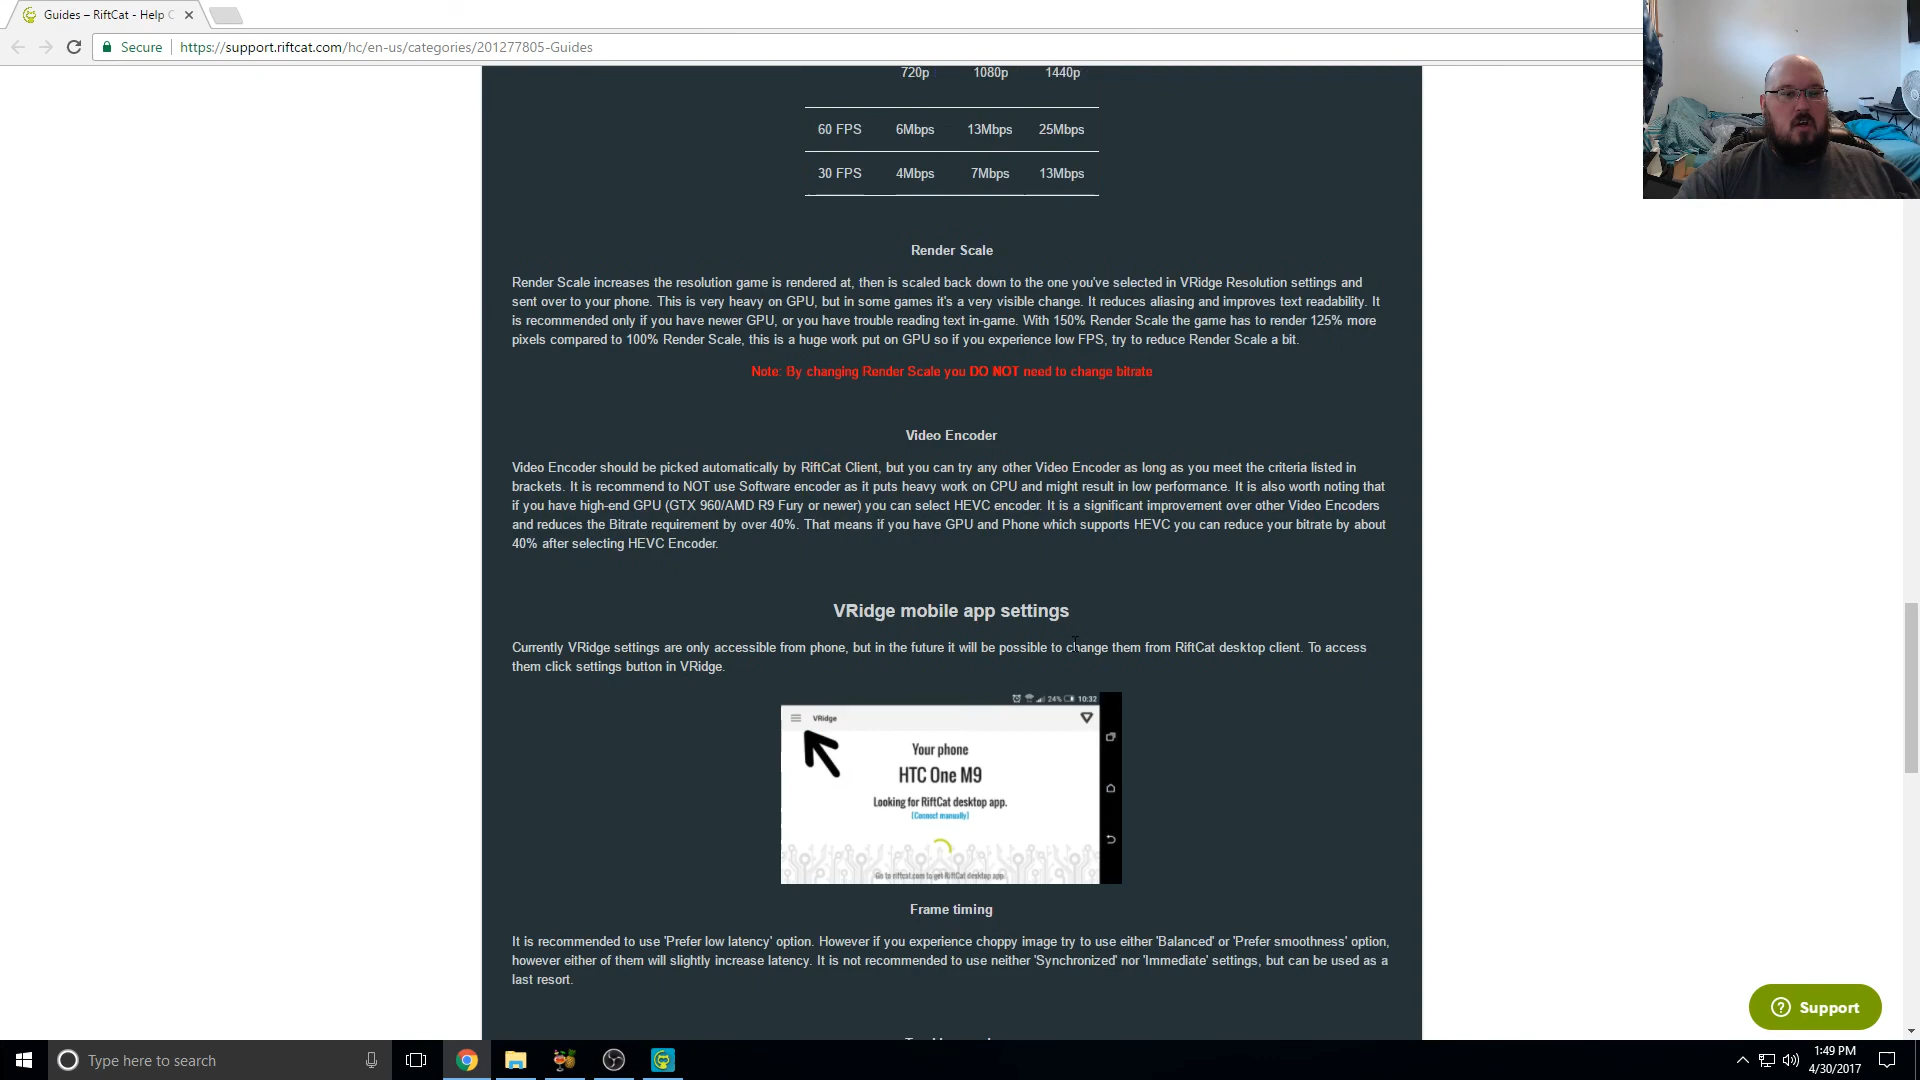 Guides – RiftCat - Help C
Secure
https://support.riftcat.com/hc/en-us/categories/201277805-Guides
720p 1080p 1440p
60 FPS 6Mbps 13Mbps 25Mbps
30 FPS 4Mbps 7Mbps 13Mbps
Render Scale
Render Scale increases the resolution game is rendered at, then is scaled back down to the one you've selected in VRidge Resolution settings and
sent over to your phone. This is very heavy on GPU, but in some games it's a very visible change. It reduces aliasing and improves text readability. It
is recommended only if you have newer GPU, or you have trouble reading text in-game. With 150% Render Scale the game has to render 125% more
pixels compared to 100% Render Scale, this is a huge work put on GPU so if you experience low FPS, try to reduce Render Scale a bit.
Note: By changing Render Scale you DO NOT need to change bitrate
Video Encoder
Video Encoder should be picked automatically by RiftCat Client, but you can try any other Video Encoder as long as you meet the criteria listed in
brackets. It is recommend to NOT use Software encoder as it puts heavy work on CPU and might result in low performance. It is also worth noting that
if you have high-end GPU (GTX 960/AMD R9 Fury or newer) you can select HEVC encoder. It is a significant improvement over other Video Encoders
and reduces the Bitrate requirement by over 40%. That means if you have GPU and Phone which supports HEVC you can reduce your bitrate by about
40% after selecting HEVC Encoder.
VRidge mobile app settings
Currently VRidge settings are only accessible from phone, but in the future it will be possible to change them from RiftCat desktop client. To access
them click settings button in VRidge.
24% 10:32
VRidge
Your phone
HTC One M9
Looking for RiftCat desktop app.
[Connect manually]
Go to riftcat.com to get RiftCat desktop app
Frame timing
It is recommended to use 'Prefer low latency' option. However if you experience choppy image try to use either 'Balanced' or 'Prefer smoothness' option,
however either of them will slightly increase latency. It is not recommended to use neither 'Synchronized' nor 'Immediate' settings, but can be used as a
last resort.
Support
Type here to search
1:49 PM
4/30/2017